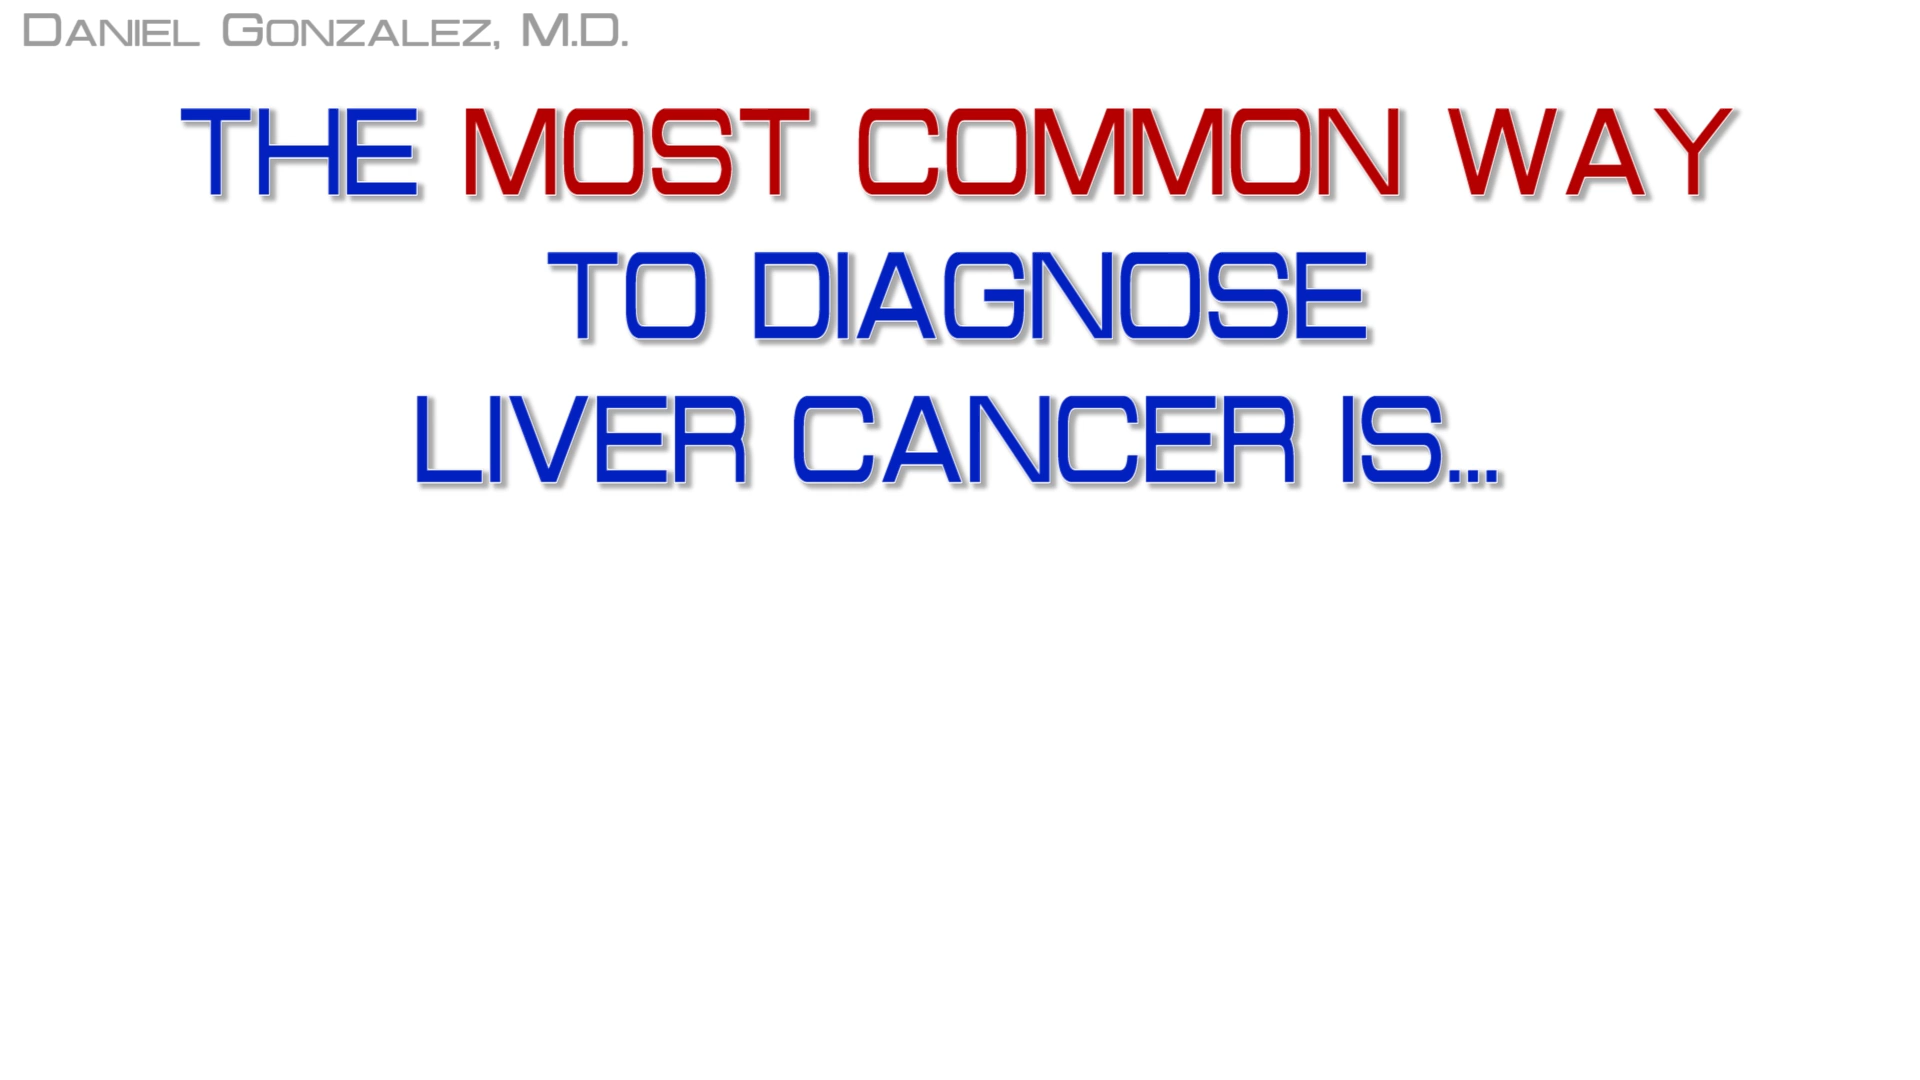 Daniel Gonzalez, M.D.
THE MOST COMMON WAY
TO DIAGNOSE
LIVER CANCER IS...